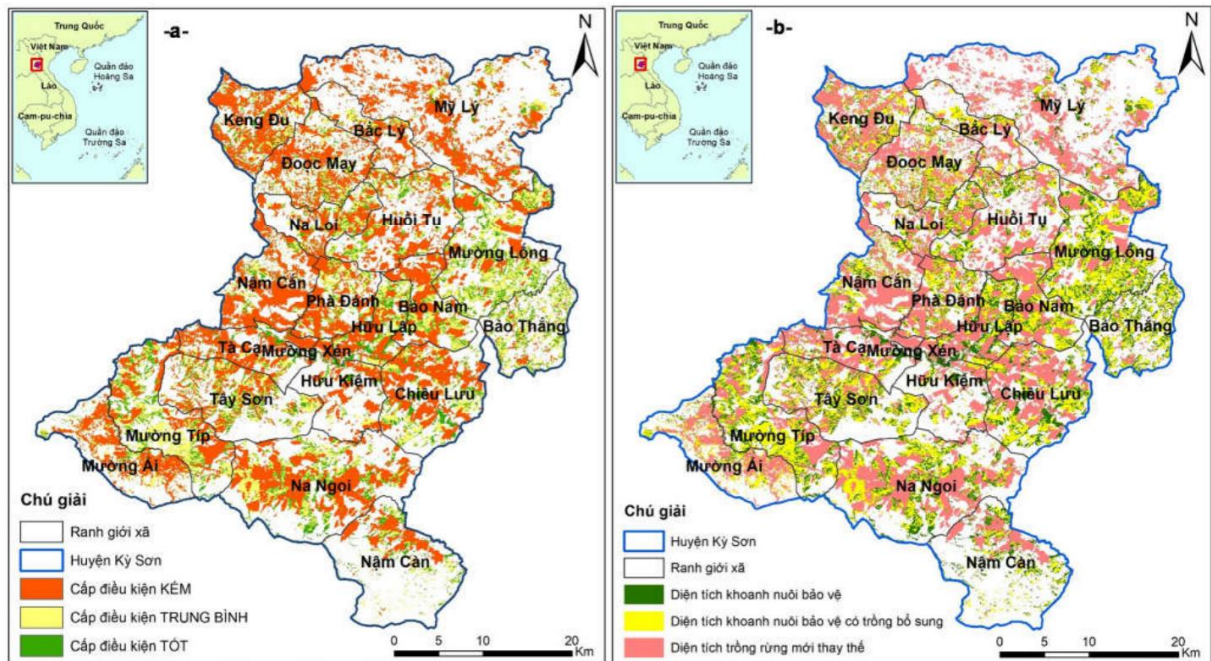 Trung Quốc
Việt Nam
Lào
Quần đảo
Hoàng Sa
Cam-pu-chia
Quần đảo
Trường Sa
-a-
N
Keng Đu
Bắc Lý
Mỹ Lý
Đoọc Mạy
Na Loi
Huồi Tụ
Mường Lống
Nậm Cắn
Phà Đánh
Bảo Nam
Hữu Lập
Bảo Thắng
Tà Cạ
Mường Xén
Hữu Kiệm
Chiêu Lưu
Tây Sơn
Mường Típ
Mường Ải
Na Ngoi
Nậm Càn
Chú giải
Ranh giới xã
Huyện Kỳ Sơn
Cấp điều kiện KÉM
Cấp điều kiện TRUNG BÌNH
Cấp điều kiện TỐT
0 5 10 20
Km
Trung Quốc
Việt Nam
Lào
Quần đảo
Hoàng Sa
Cam-pu-chia
Quần đảo
Trường Sa
-b-
N
Keng Đu
Bắc Lý
Mỹ Lý
Đoọc Mạy
Na Loi
Huồi Tụ
Mường Lống
Nậm Cắn
Phà Đánh
Bảo Nam
Hữu Lập
Bảo Thắng
Tà Cạ
Mường Xén
Hữu Kiệm
Chiêu Lưu
Tây Sơn
Mường Típ
Mường Ải
Na Ngoi
Nậm Càn
Chú giải
Huyện Kỳ Sơn
Ranh giới xã
Diện tích khoanh nuôi bảo vệ
Diện tích khoanh nuôi bảo vệ có trồng bổ sung
Diện tích trồng rừng mới thay thế
0 5 10 20
Km